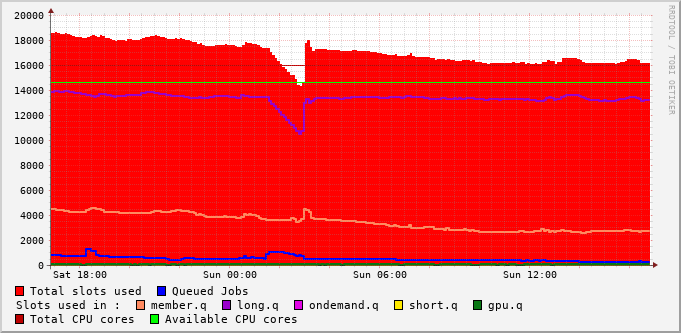 RRDTOOL / TOBI OETIKER
20000
18000
16000
14000
12000
10000
8000
6000
4000
2000
0
Sat 18:00 Sun 00:00 Sun 06:00 Sun 12:00
Total slots used Queued Jobs
Slots used in : member.q long.q ondemand.q short.q gpu.q
Total CPU cores Available CPU cores